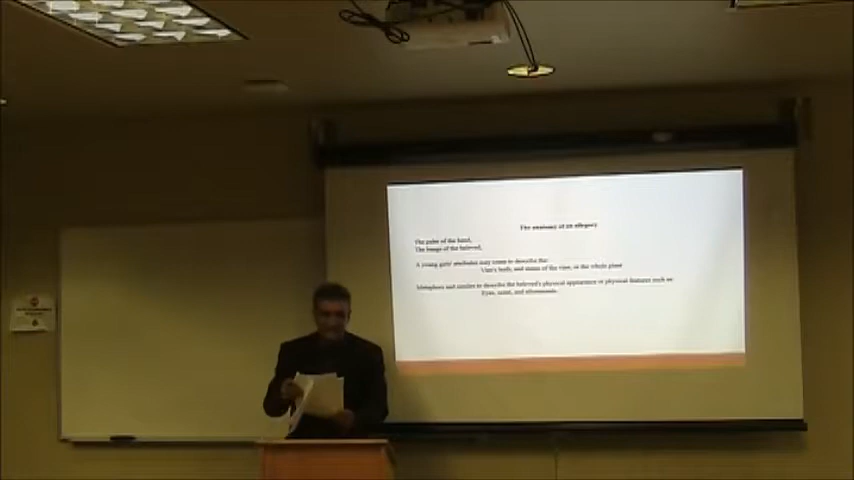 The anatomy of an allegory
The palm of the hand,
The image of the beloved,
A young girls' attributes may come to describe the:
Vine's buds, and stems of the vine, or the whole plant
Metaphors and similes to describe the beloved's physical appearance or physical features such as
Eyes, waist, and